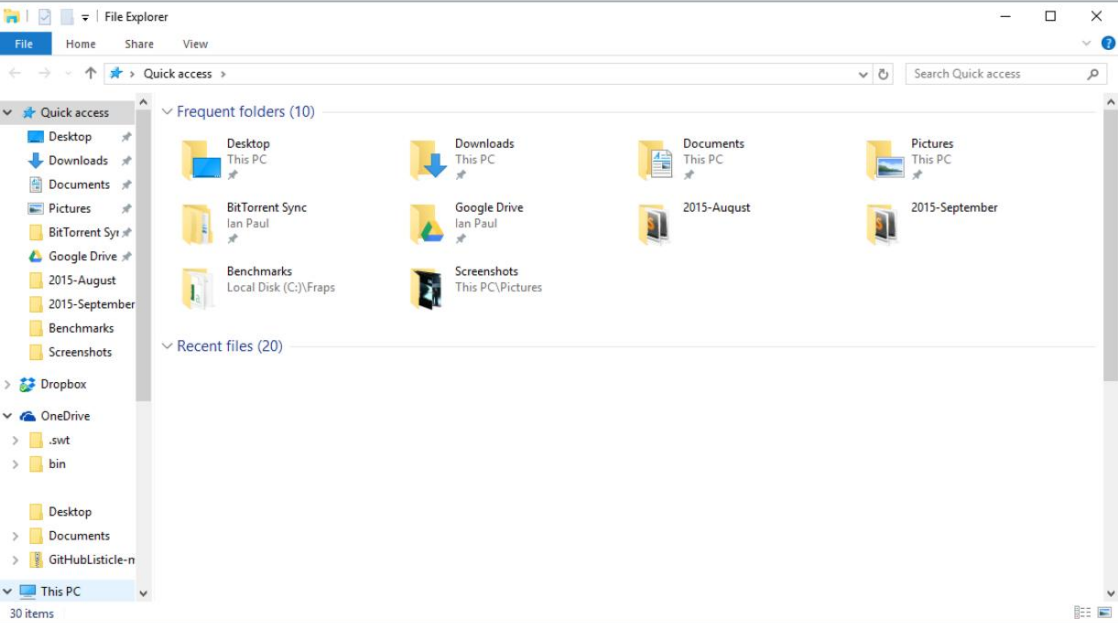 File Explorer
File Home Share View
Quick access
Search Quick access
Quick access
Desktop
Downloads
Documents
Pictures
BitTorrent Syn
Google Drive
2015-August
2015-September
Benchmarks
Screenshots
Dropbox
OneDrive
.swt
bin
Desktop
Documents
GitHubListicle-m
This PC
Frequent folders (10)
Desktop
This PC
Downloads
This PC
Documents
This PC
Pictures
This PC
BitTorrent Sync
Ian Paul
Google Drive
Ian Paul
2015-August
2015-September
Benchmarks
Local Disk (C:)\Fraps
Screenshots
This PC\Pictures
Recent files (20)
30 items